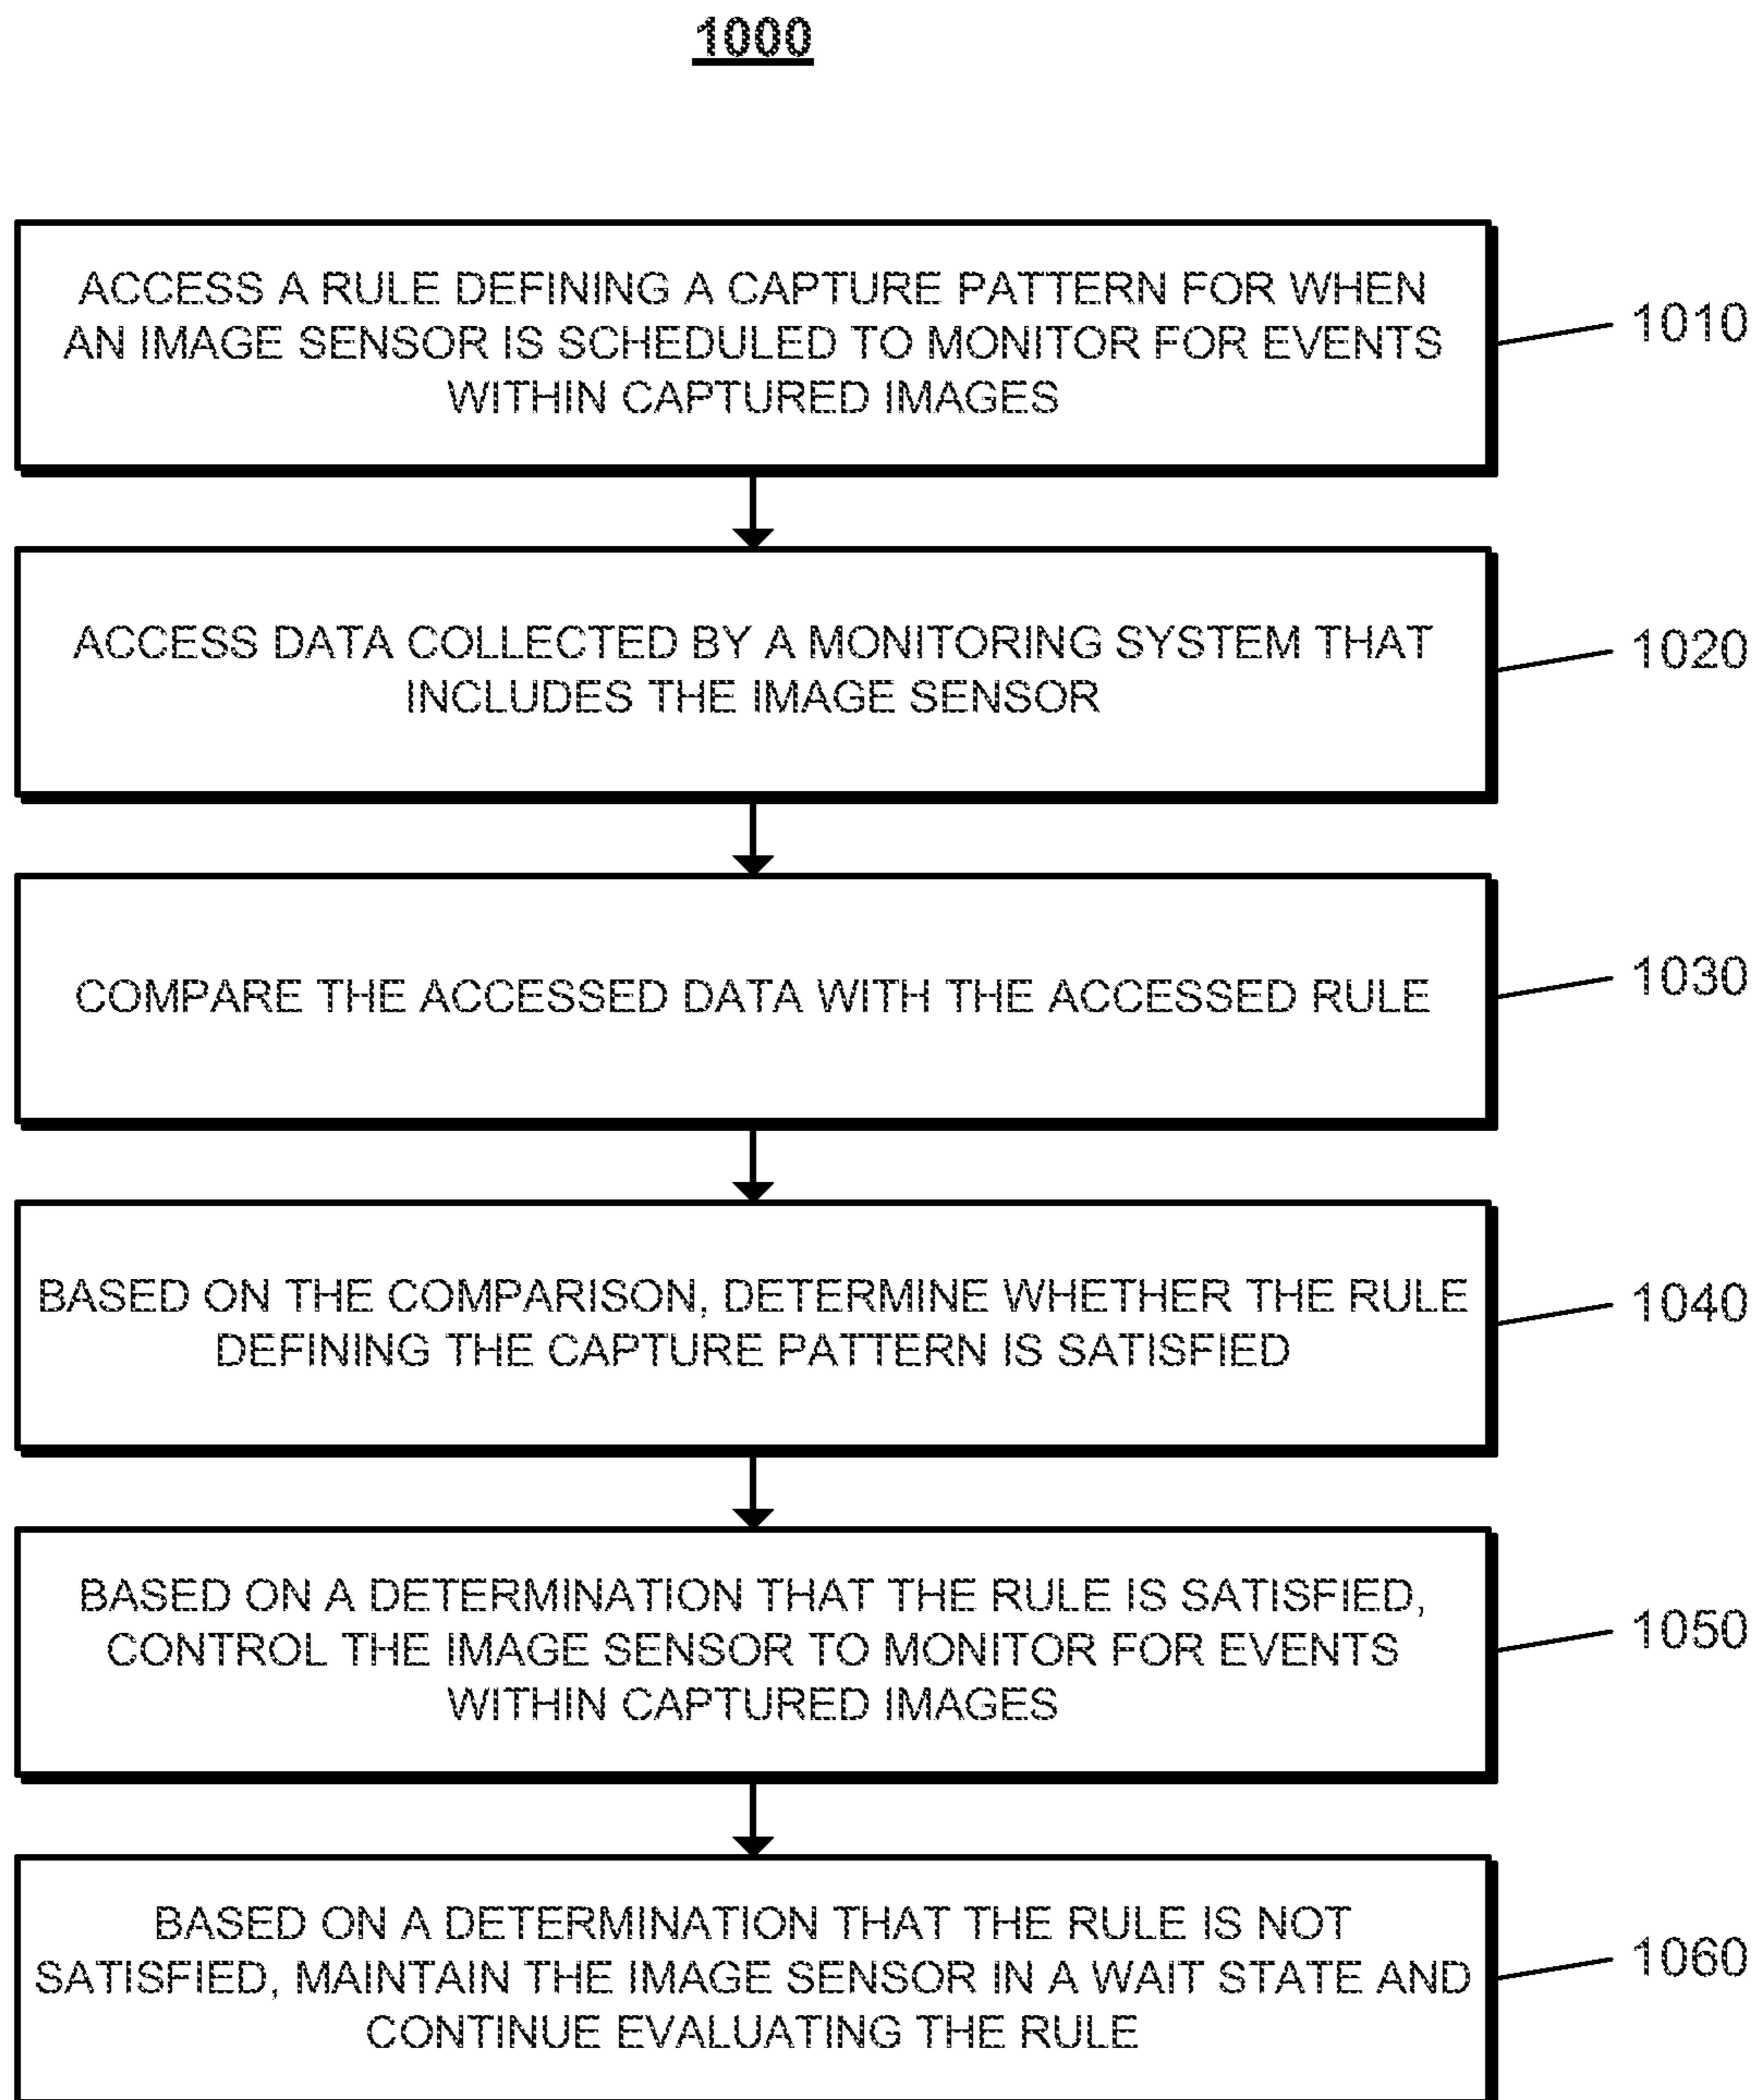 1000
ACCESS A RULE DEFINING A CAPTURE PATTERN FOR WHEN
AN IMAGE SENSOR IS SCHEDULED TO MONITOR FOR EVENTS
WITHIN CAPTURED IMAGES
1010
ACCESS DATA COLLECTED BY A MONITORING SYSTEM THAT
INCLUDES THE IMAGE SENSOR
1020
COMPARE THE ACCESSED DATA WITH THE ACCESSED RULE
1030
BASED ON THE COMPARISON, DETERMINE WHETHER THE RULE
DEFINING THE CAPTURE PATTERN IS SATISFIED
1040
BASED ON A DETERMINATION THAT THE RULE IS SATISFIED,
CONTROL THE IMAGE SENSOR TO MONITOR FOR EVENTS
WITHIN CAPTURED IMAGES
1050
BASED ON A DETERMINATION THAT THE RULE IS NOT
SATISFIED, MAINTAIN THE IMAGE SENSOR IN A WAIT STATE AND
CONTINUE EVALUATING THE RULE
1060